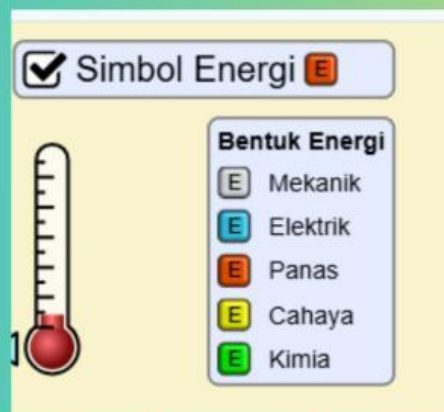 Simbol Energi E
Bentuk Energi
E Mekanik
E Elektrik
E Panas
E Cahaya
E Kimia